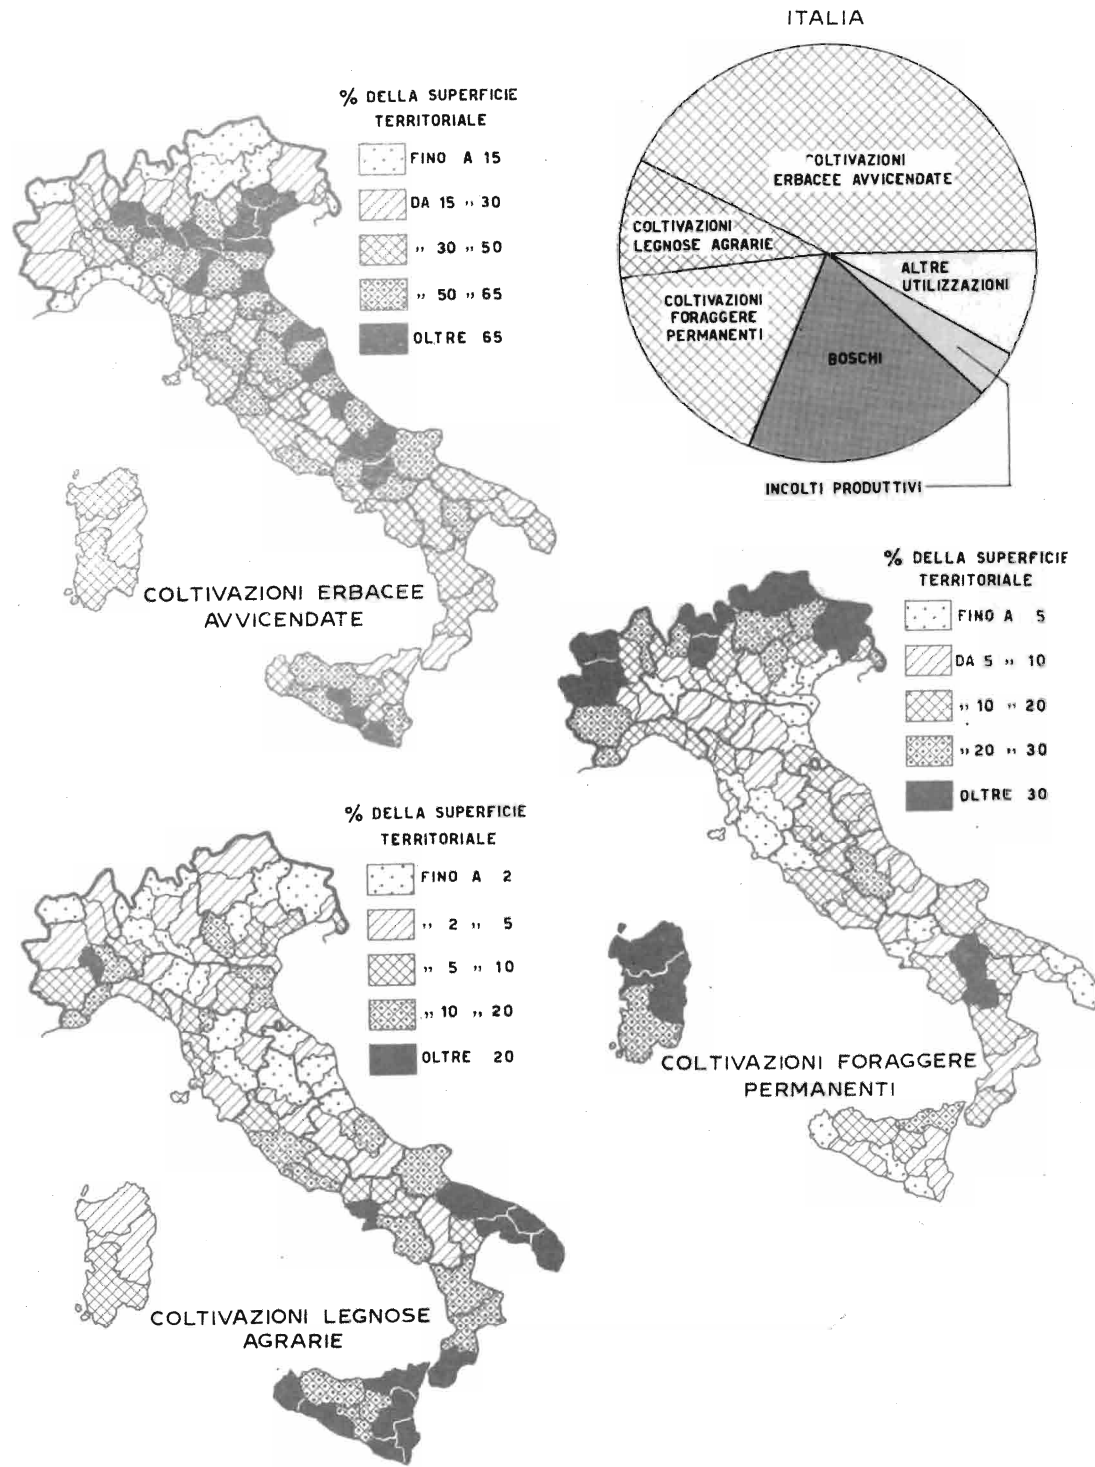 ITALIA
COLTIVAZIONI
ERBACEE AVVICENDATE
COLTIVAZIONI
LEGNOSE AGRARIE
ALTRE
UTILIZZAZIONI
COLTIVAZIONI
FORAGGERE
PERMANENTI
BOSCHI
INCOLTI PRODUTTIVI
% DELLA SUPERFICIE
TERRITORIALE
FINO A 15
DA 15 „ 30
„ 30 „ 50
„ 50 „ 65
OLTRE 65
COLTIVAZIONI ERBACEE
AVVICENDATE
% DELLA SUPERFICIE
TERRITORIALE
FINO A 5
DA 5 „ 10
„ 10 „ 20
„ 20 „ 30
OLTRE 30
COLTIVAZIONI FORAGGERE
PERMANENTI
% DELLA SUPERFICIE
TERRITORIALE
FINO A 2
„ 2 „ 5
„ 5 „ 10
„ 10 „ 20
OLTRE 20
COLTIVAZIONI LEGNOSE
AGRARIE